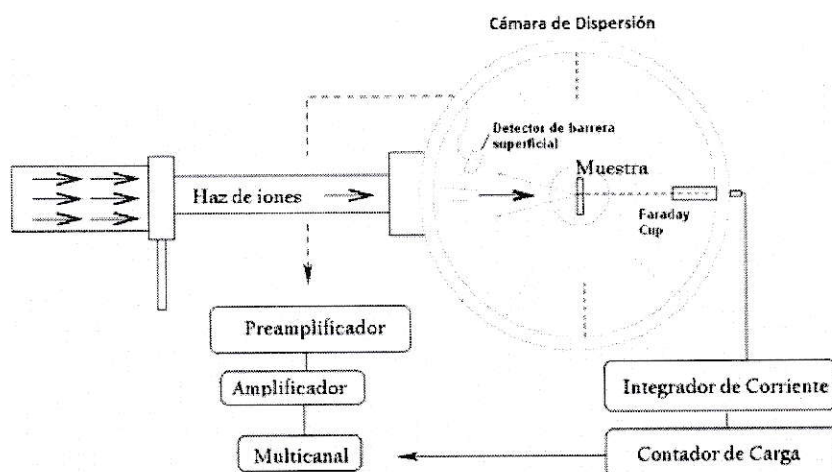 Cámara de Dispersión
Detector de barrera
superficial
Muestra
Haz de iones
Faraday
Cup
Preamplificador
Amplificador
Integrador de Corriente
Multicanal
Contador de Carga